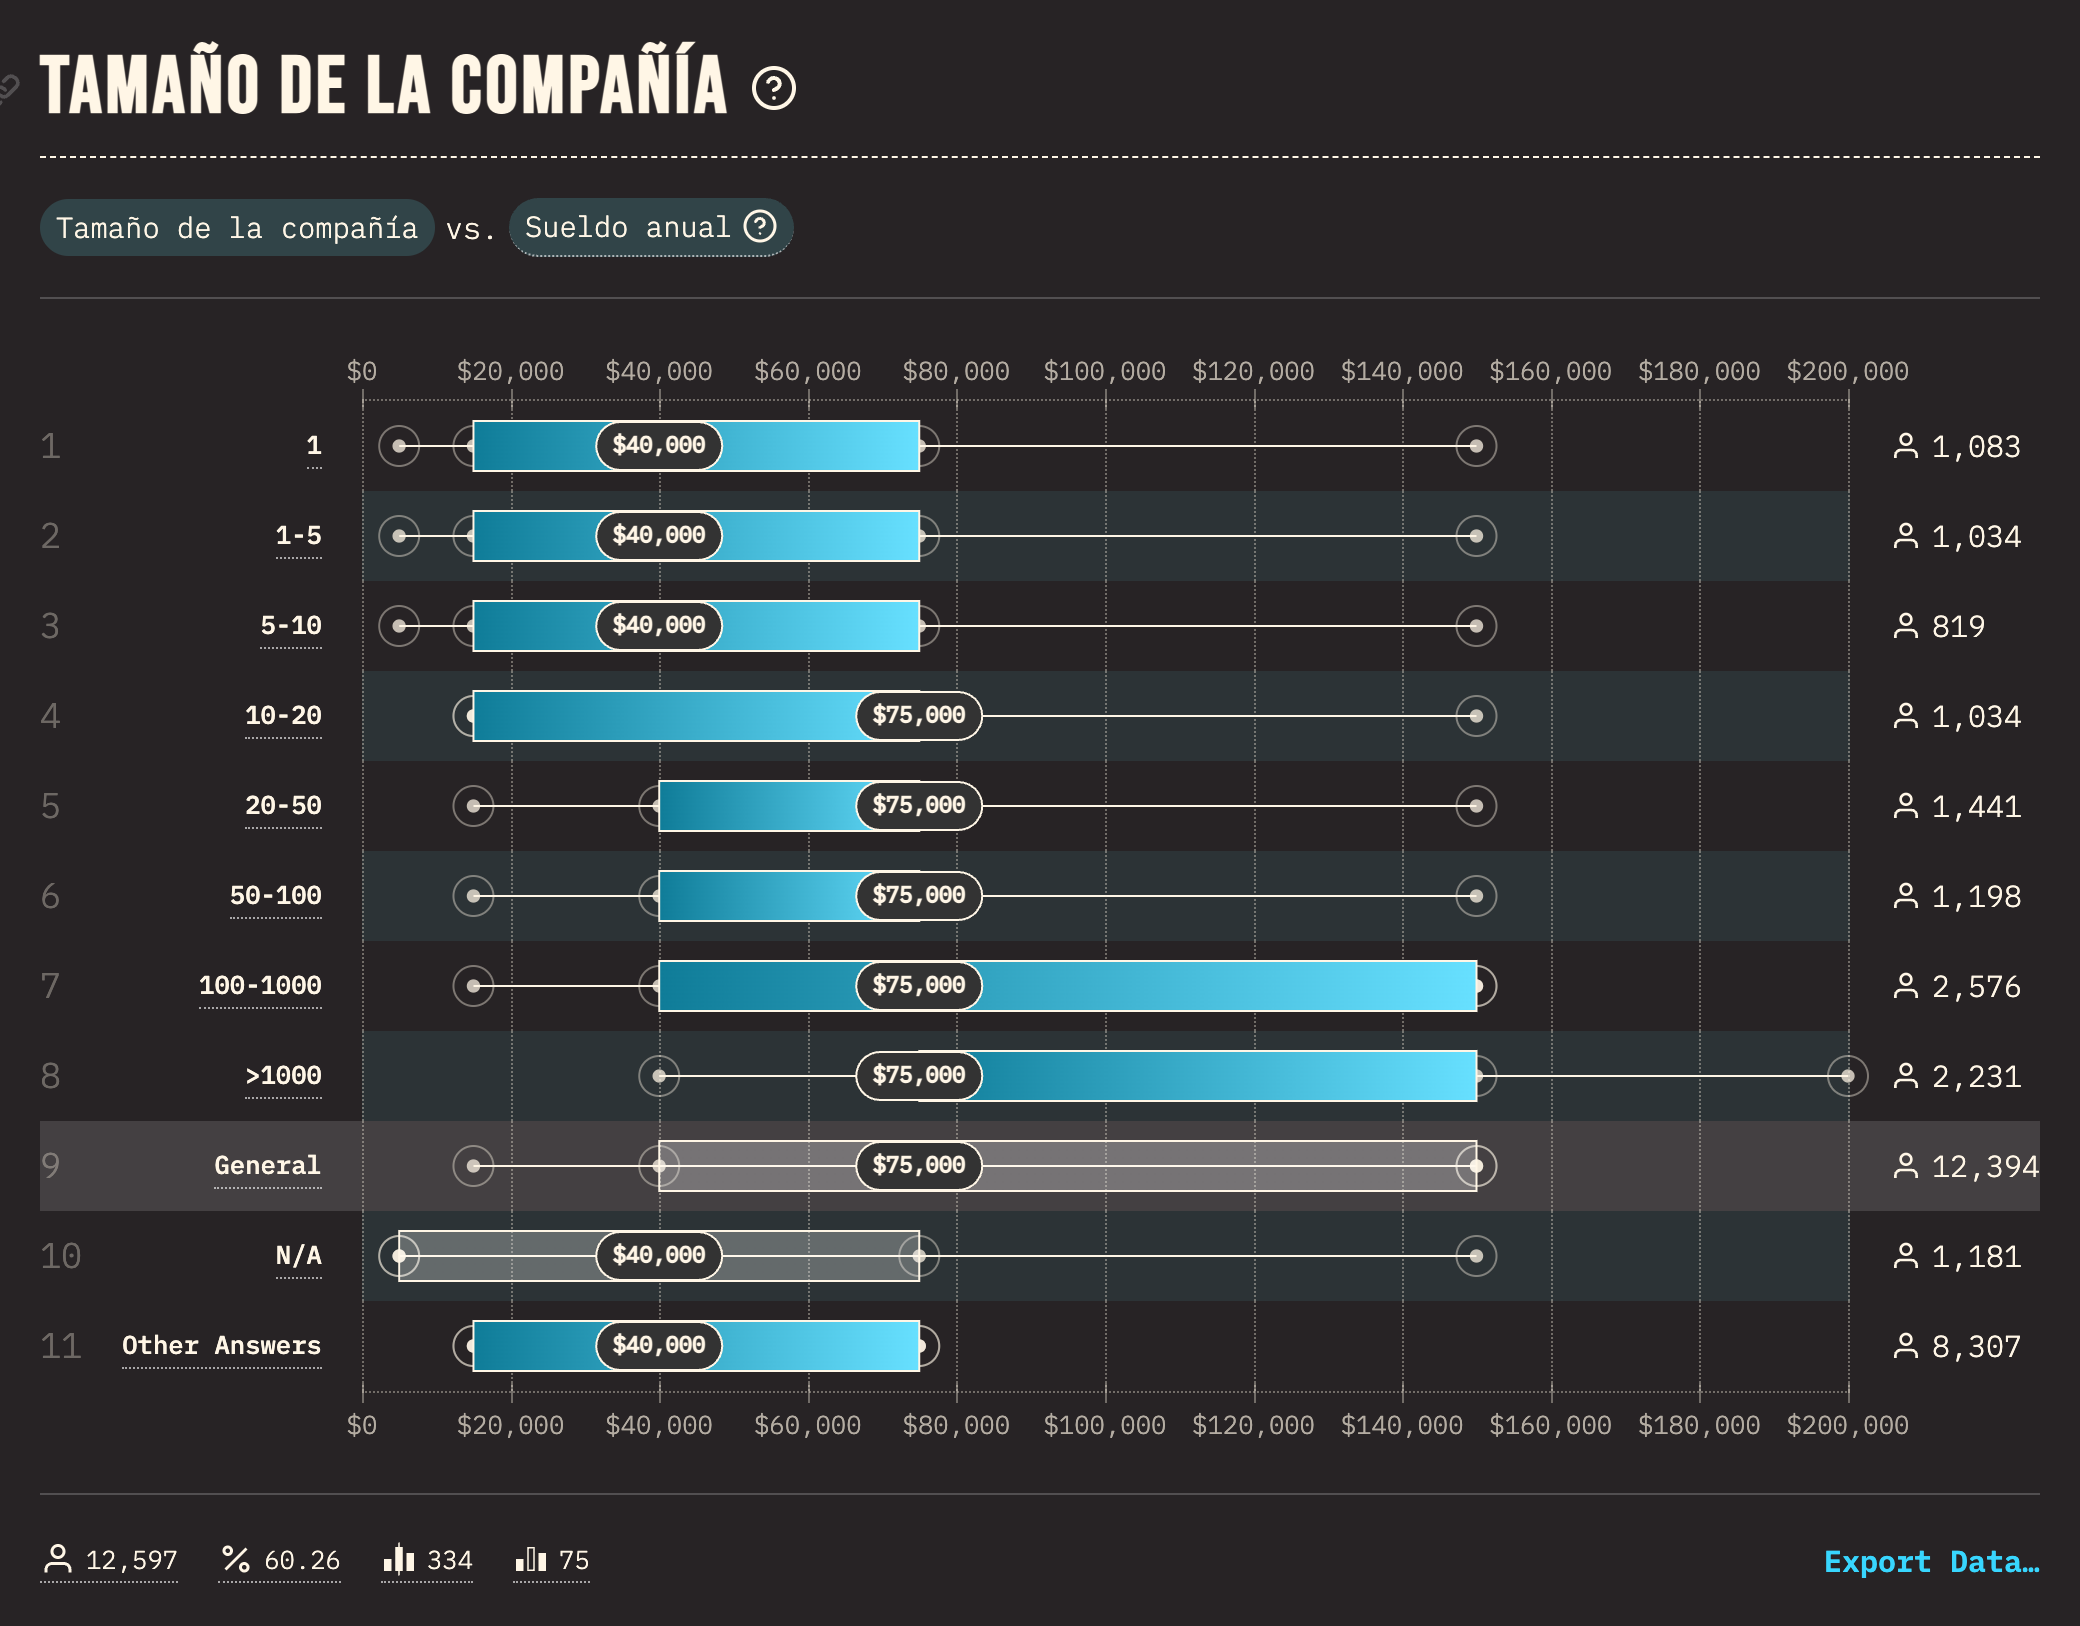 TAMAÑO DE LA COMPAÑÍA ?
Tamaño de la compañía vs. Sueldo anual ?
$0 $20,000 $40,000 $60,000 $80,000 $100,000 $120,000 $140,000 $160,000 $180,000 $200,000
1 1 $40,000 1,083
2 1-5 $40,000 1,034
3 5-10 $40,000 819
4 10-20 $75,000 1,034
5 20-50 $75,000 1,441
6 50-100 $75,000 1,198
7 100-1000 $75,000 2,576
8 >1000 $75,000 2,231
9 General $75,000 12,394
10 N/A $40,000 1,181
11 Other Answers $40,000 8,307
$0 $20,000 $40,000 $60,000 $80,000 $100,000 $120,000 $140,000 $160,000 $180,000 $200,000
12,597 % 60.26 334 75 Export Data…